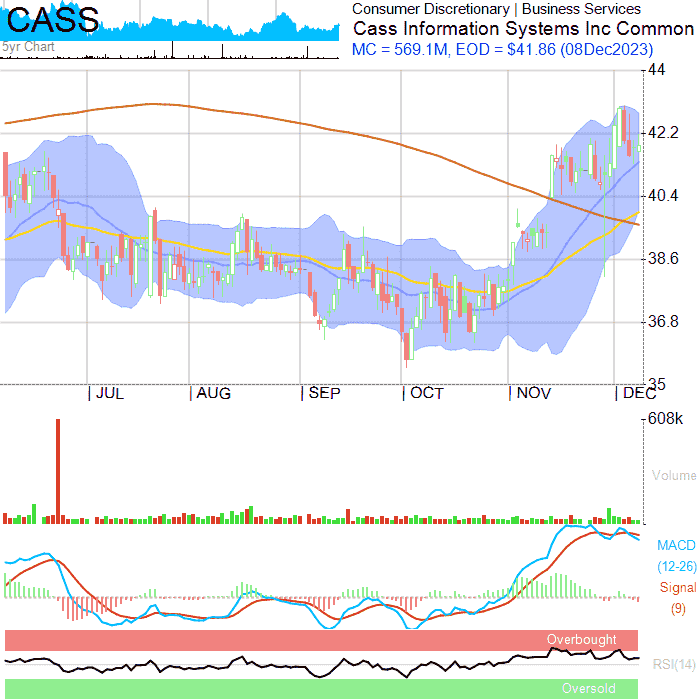 CASS
5yr Chart
Consumer Discretionary | Business Services
Cass Information Systems Inc Common
MC = 569.1M, EOD = $41.86 (08Dec2023)
44
42.2
40.4
38.6
36.8
35
JUL
AUG
SEP
OCT
NOV
DEC
608k
Volume
MACD
(12-26)
Signal
(9)
Overbought
RSI(14)
Oversold